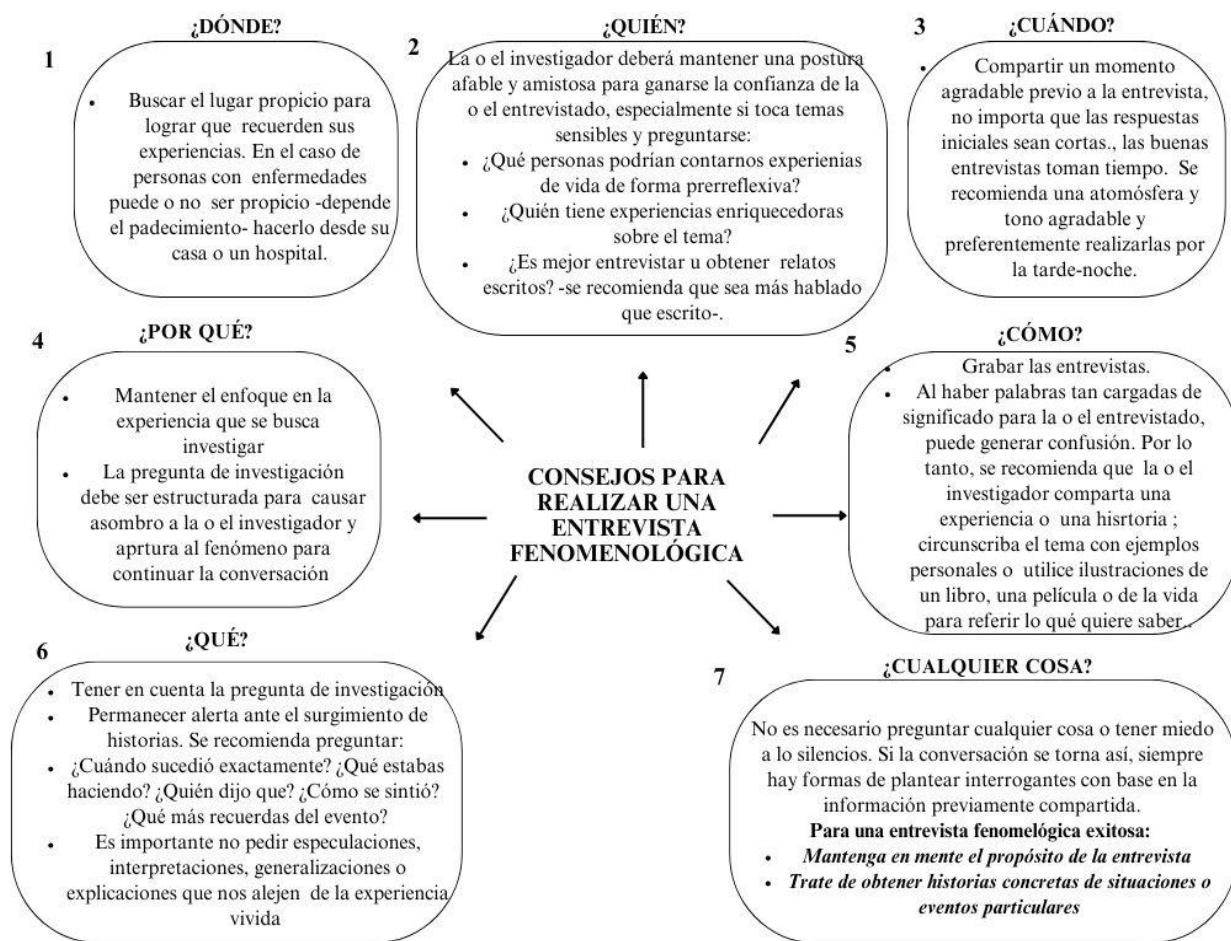 ¿DÓNDE?
1
• Buscar el lugar propicio para
lograr que recuerden sus
experiencias. En el caso de
personas con enfermedades
puede o no ser propicio -depende
el padecimiento- hacerlo desde su
casa o un hospital.
¿QUIÉN?
2
La o el investigador deberá mantener una postura
afable y amistosa para ganarse la confianza de la
o el entrevistado, especialmente si toca temas
sensibles y preguntarse:
• ¿Qué personas podrían contarnos experienias
de vida de forma prerreflexiva?
• ¿Quién tiene experiencias enriquecedoras
sobre el tema?
• ¿Es mejor entrevistar u obtener relatos
escritos? -se recomienda que sea más hablado
que escrito-.
3
¿CUÁNDO?
• Compartir un momento
agradable previo a la entrevista,
no importa que las respuestas
iniciales sean cortas., las buenas
entrevistas toman tiempo. Se
recomienda una atomósfera y
tono agradable y
preferentemente realizarlas por
la tarde-noche.
¿POR QUÉ?
4
• Mantener el enfoque en la
experiencia que se busca
investigar
• La pregunta de investigación
debe ser estructurada para causar
asombro a la o el investigador y
aprtura al fenómeno para
continuar la conversación
CONSEJOS PARA
REALIZAR UNA
ENTREVISTA
FENOMENOLÓGICA
¿CÓMO?
5
• Grabar las entrevistas.
• Al haber palabras tan cargadas de
significado para la o el entrevistado,
puede generar confusión. Por lo
tanto, se recomienda que la o el
investigador comparta una
experiencia o una hisrtoria ;
circunscriba el tema con ejemplos
personales o utilice ilustraciones de
un libro, una película o de la vida
para referir lo qué quiere saber..
¿QUÉ?
6
• Tener en cuenta la pregunta de investigación
• Permanecer alerta ante el surgimiento de
historias. Se recomienda preguntar:
• ¿Cuándo sucedió exactamente? ¿Qué estabas
haciendo? ¿Quién dijo que? ¿Cómo se sintió?
¿Qué más recuerdas del evento?
• Es importante no pedir especulaciones,
interpretaciones, generalizaciones o
explicaciones que nos alejen de la experiencia
vivida
7
¿CUALQUIER COSA?
No es necesario preguntar cualquier cosa o tener miedo
a lo silencios. Si la conversación se torna así, siempre
hay formas de plantear interrogantes con base en la
información previamente compartida.
Para una entrevista fenomelógica exitosa:
• Mantenga en mente el propósito de la entrevista
• Trate de obtener historias concretas de situaciones o
eventos particulares